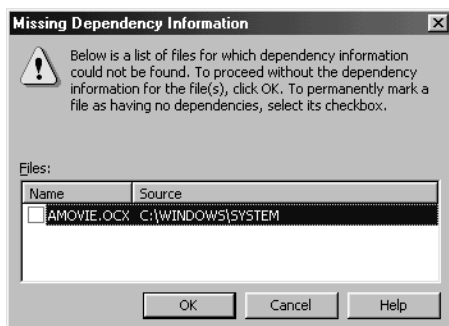 Missing Dependency Information
Below is a list of files for which dependency information
could not be found. To proceed without the dependency
information for the file(s), click OK. To permanently mark a
file as having no dependencies, select its checkbox.
Files:
Name Source
AMOVIE.OCX C:\WINDOWS\SYSTEM
OK Cancel Help